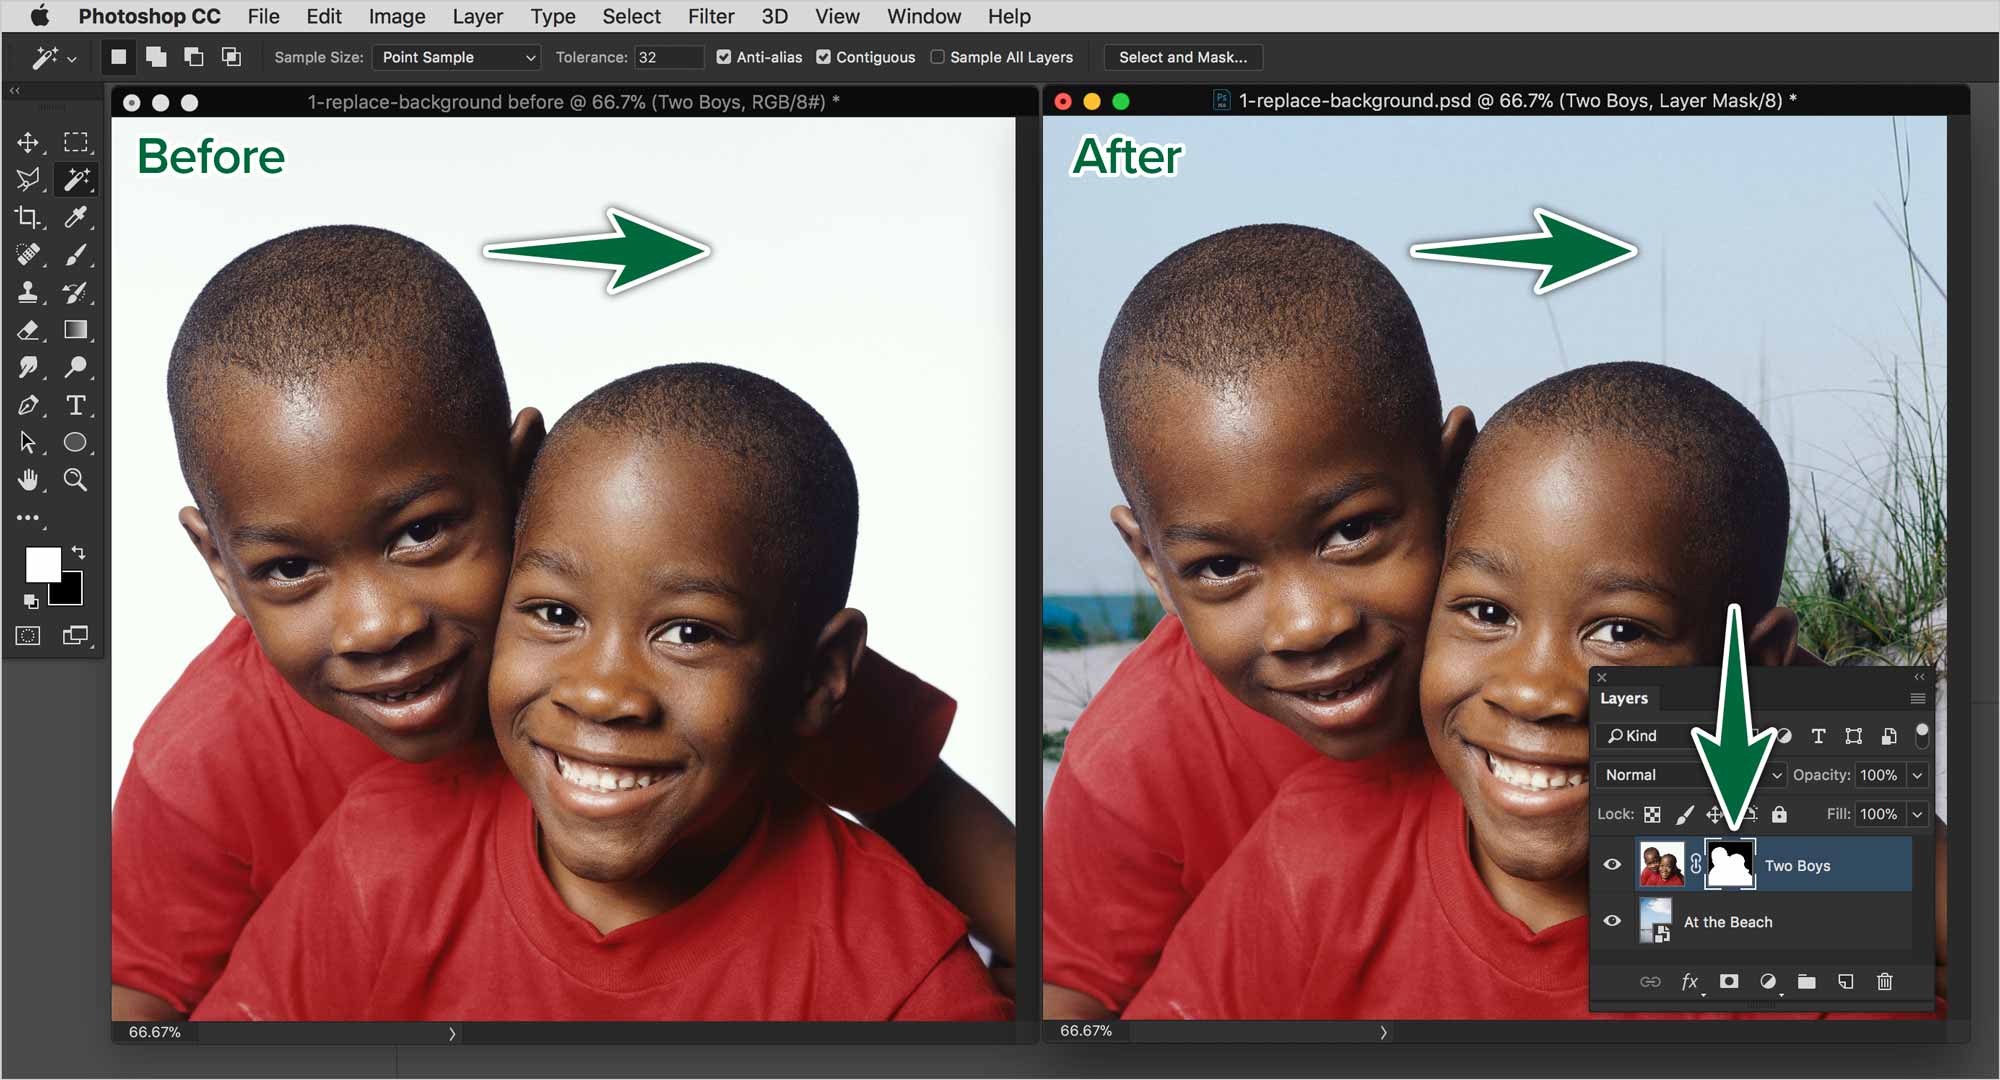 Photoshop CC File Edit Image Layer Type Select Filter 3D View Window Help
Sample Size: Point Sample Tolerance: 32 Anti-alias Contiguous Sample All Layers Select and Mask...
1-replace-background before @ 66.7% (Two Boys, RGB/8#) *
Before
66.67%
Ps
1-replace-background.psd @ 66.7% (Two Boys, Layer Mask/8) *
After
Layers
Kind
Normal Opacity: 100%
Lock: Fill: 100%
Two Boys
At the Beach
fx
66.67%